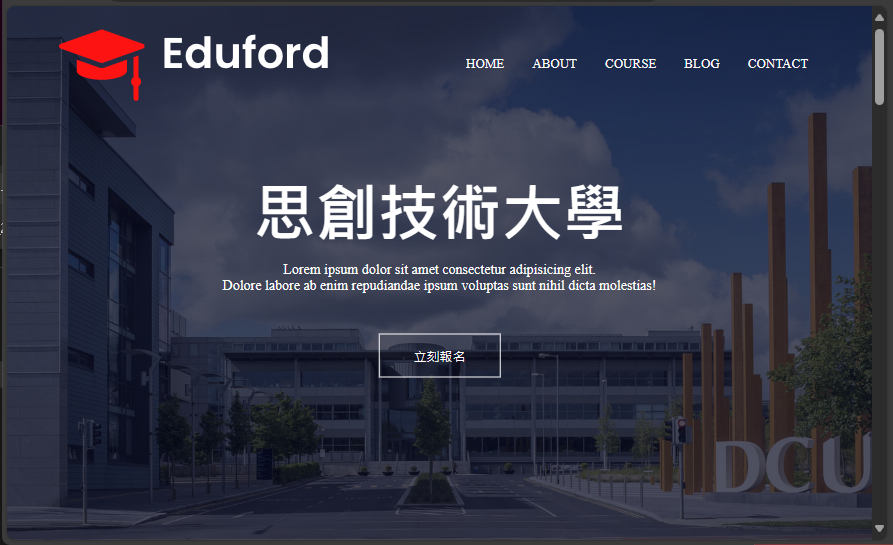 Eduford
HOME ABOUT COURSE BLOG CONTACT
思創技術大學
Lorem ipsum dolor sit amet consectetur adipisicing elit.
Dolore labore ab enim repudiandae ipsum voluptas sunt nihil dicta molestias!
立刻報名
DCU